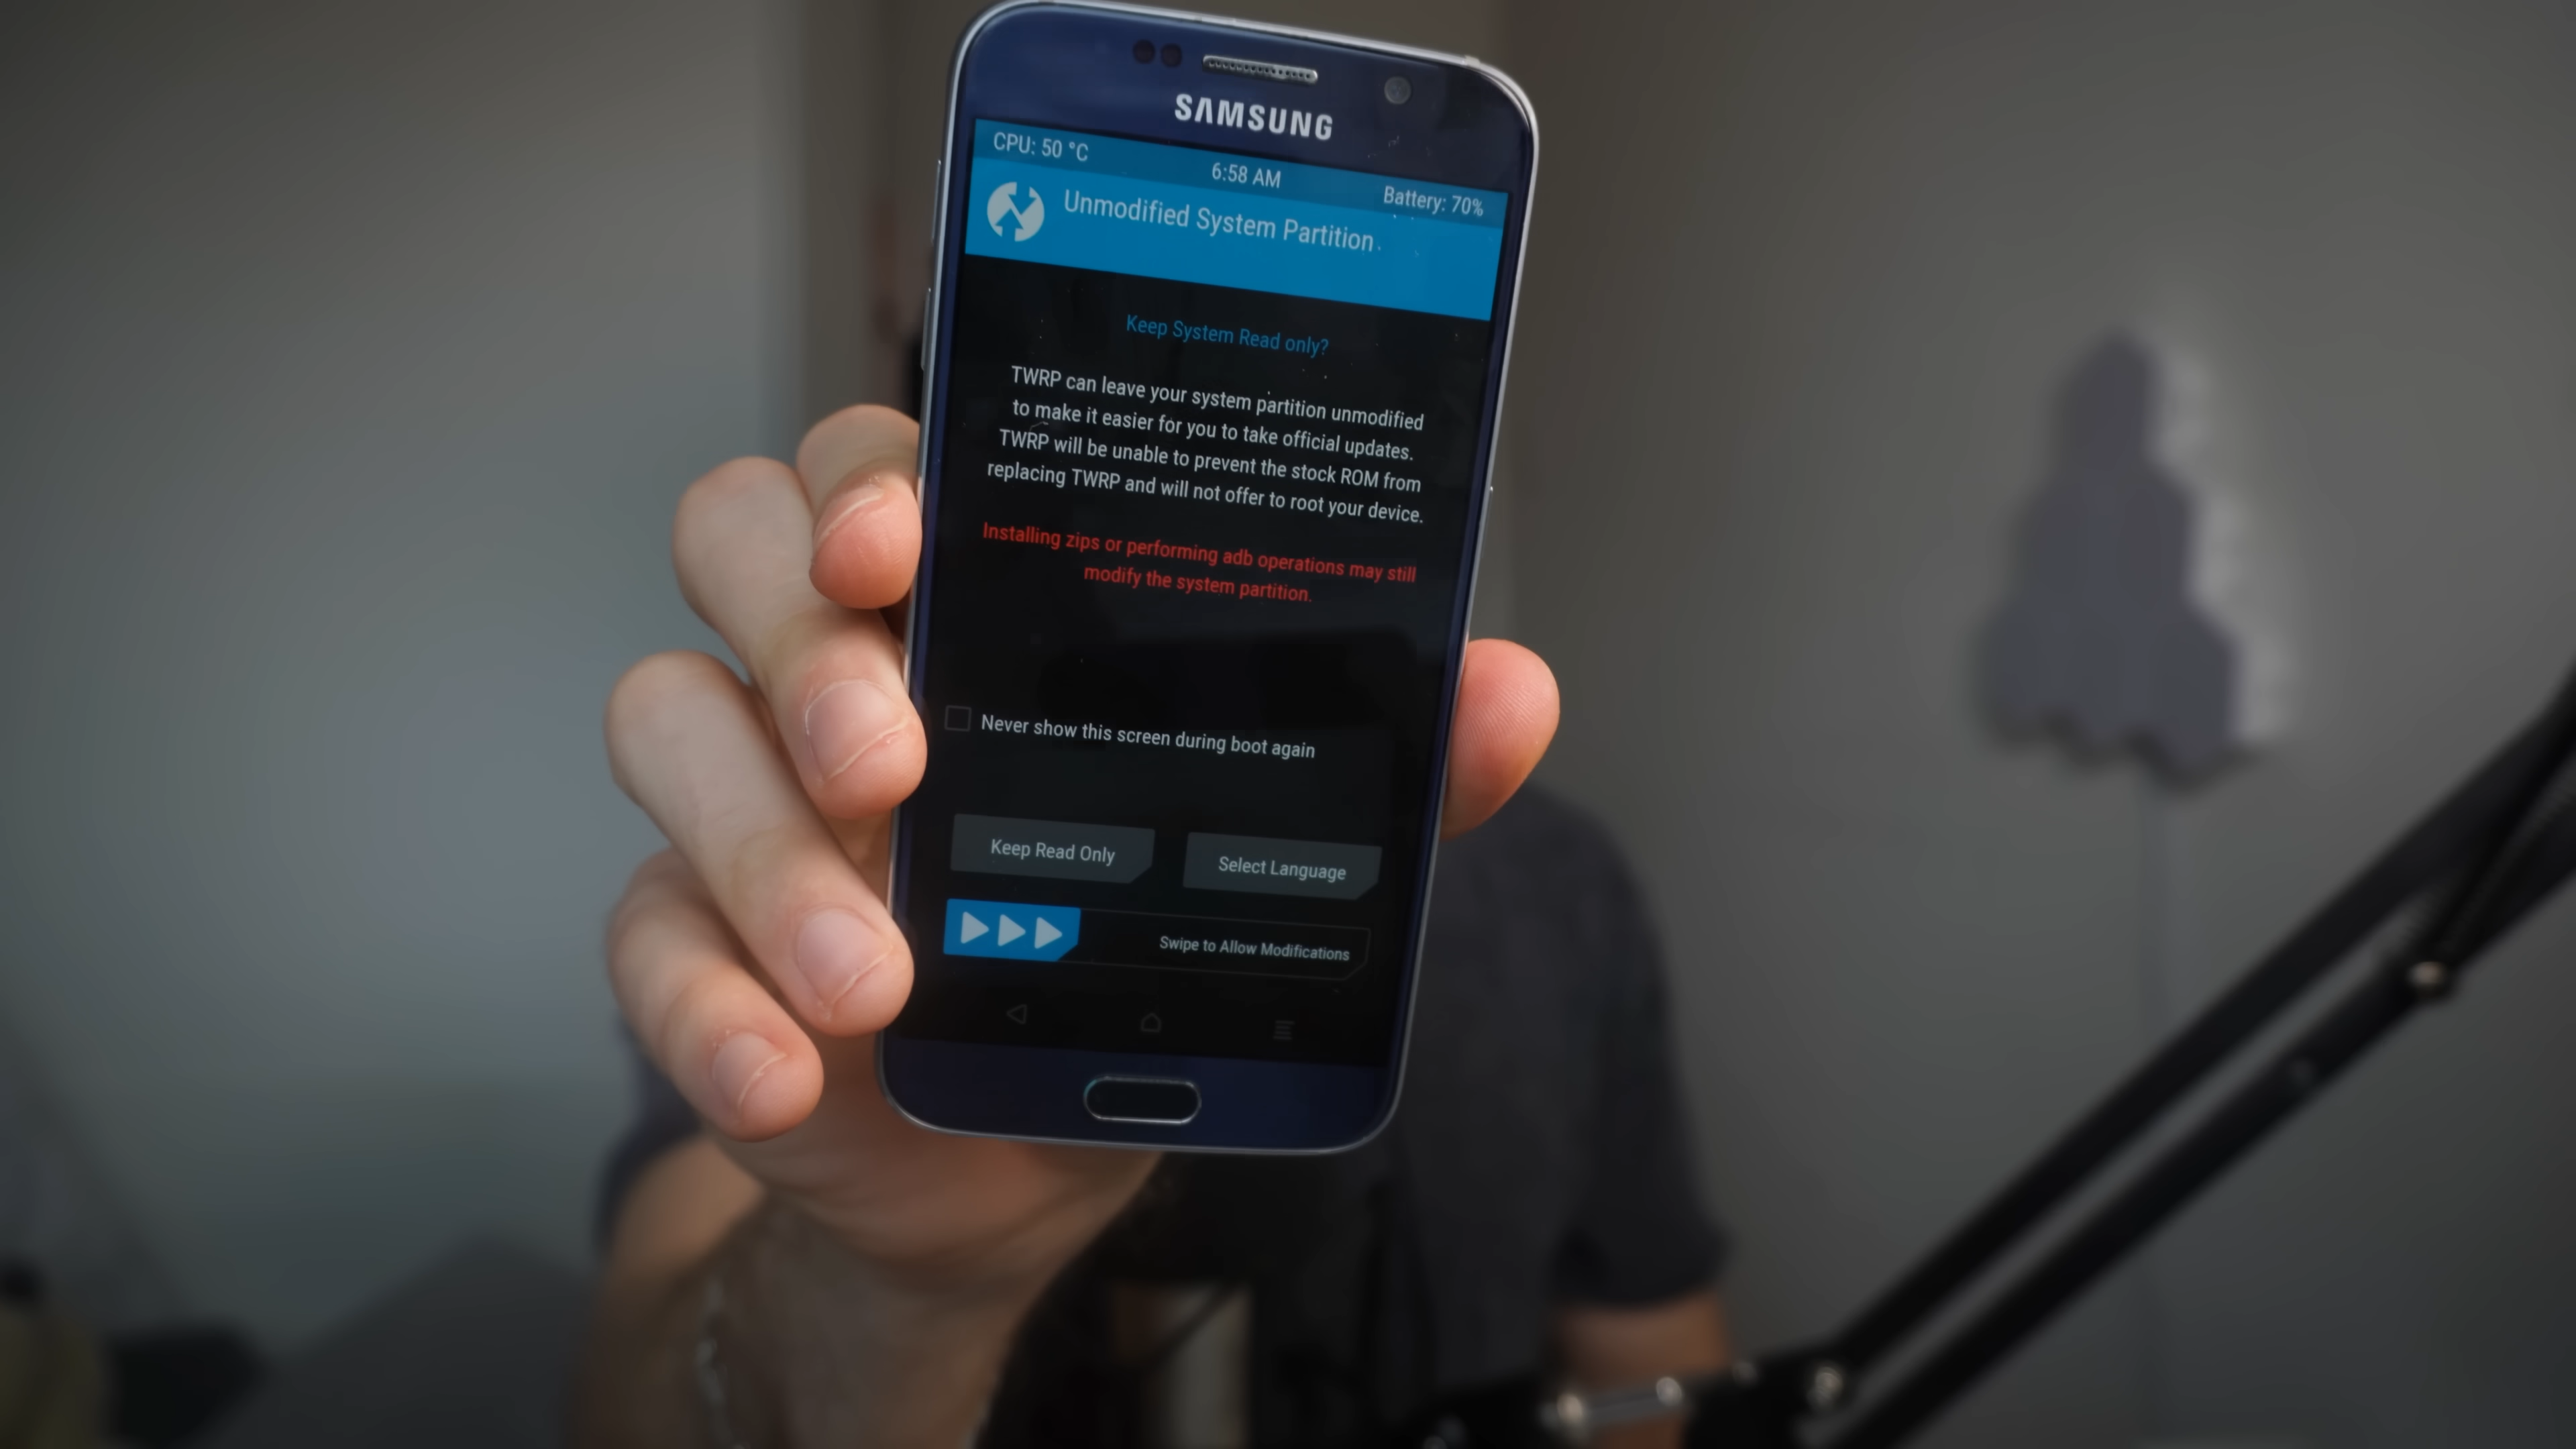 SAMSUNG
CPU: 50 °C
6:58 AM
Battery: 70%
Unmodified System Partition
Keep System Read only?
TWRP can leave your system partition unmodified
to make it easier for you to take official updates.
TWRP will be unable to prevent the stock ROM from
replacing TWRP and will not offer to root your device.
Installing zips or performing adb operations may still
modify the system partition.
Never show this screen during boot again
Keep Read Only
Select Language
Swipe to Allow Modifications